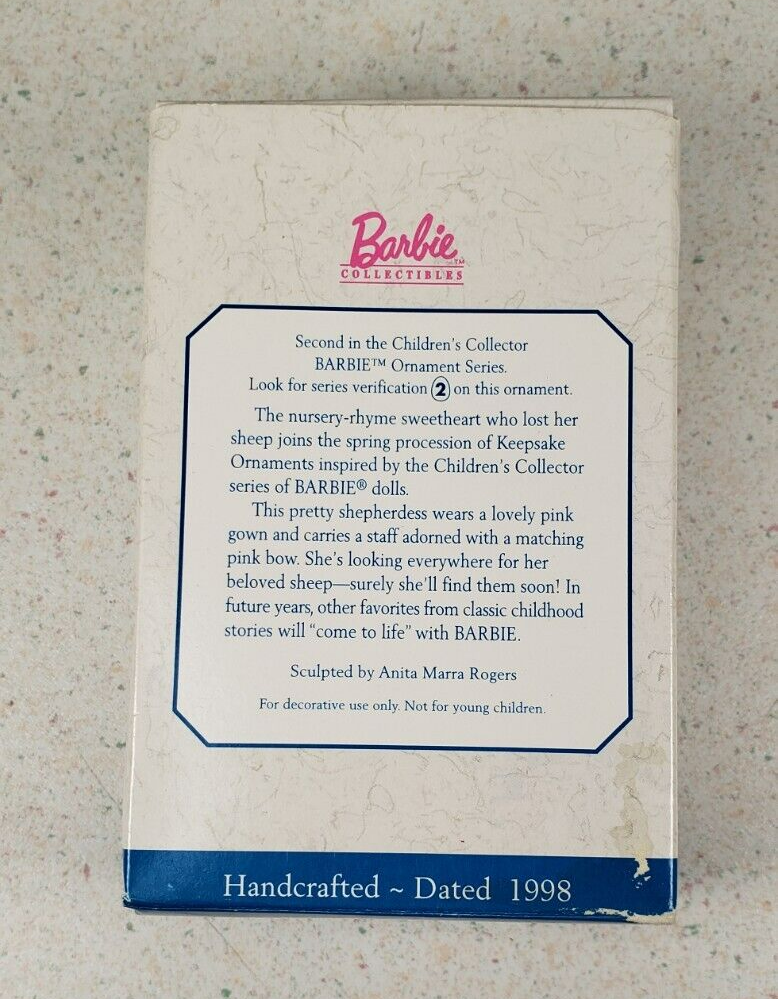 Barbie™
COLLECTIBLES
Second in the Children's Collector
BARBIE™ Ornament Series.
Look for series verification 2 on this ornament.
The nursery-rhyme sweetheart who lost her
sheep joins the spring procession of Keepsake
Ornaments inspired by the Children's Collector
series of BARBIE® dolls.
This pretty shepherdess wears a lovely pink
gown and carries a staff adorned with a matching
pink bow. She's looking everywhere for her
beloved sheep—surely she'll find them soon! In
future years, other favorites from classic childhood
stories will "come to life" with BARBIE.
Sculpted by Anita Marra Rogers
For decorative use only. Not for young children.
Handcrafted ~ Dated 1998